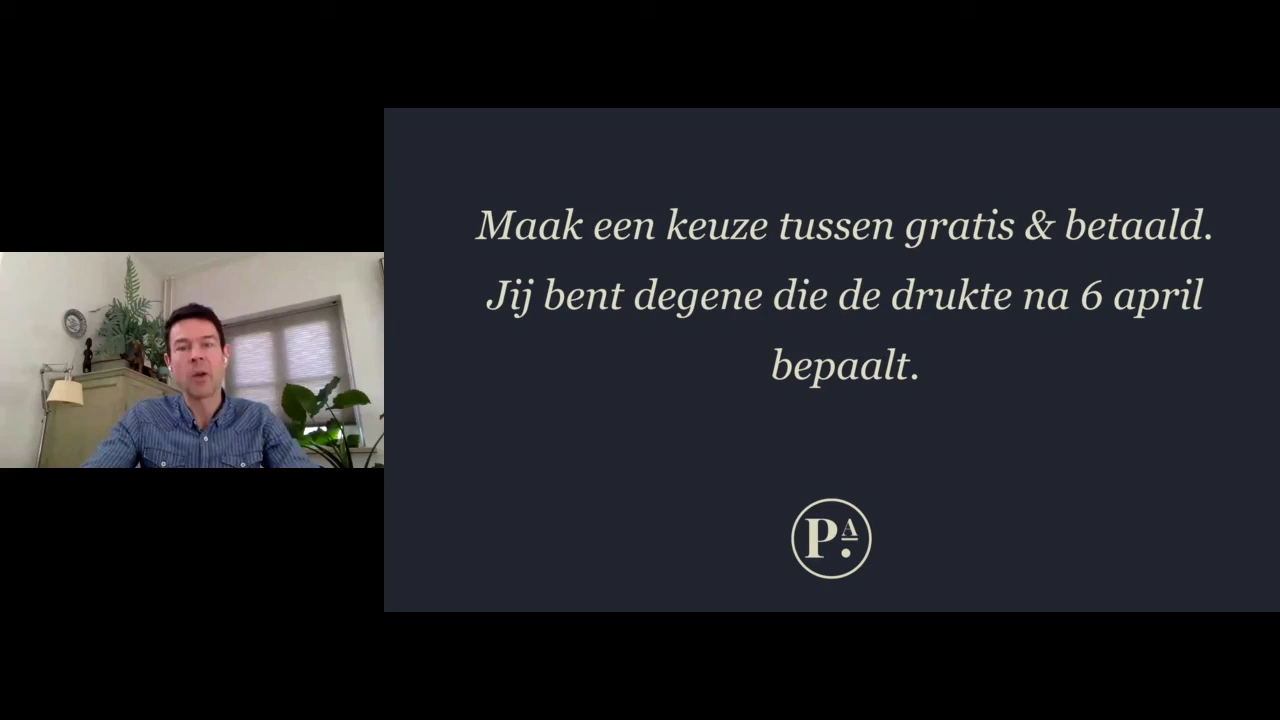 Maak een keuze tussen gratis & betaald.
Jij bent degene die de drukte na 6 april
bepaalt.
PA.